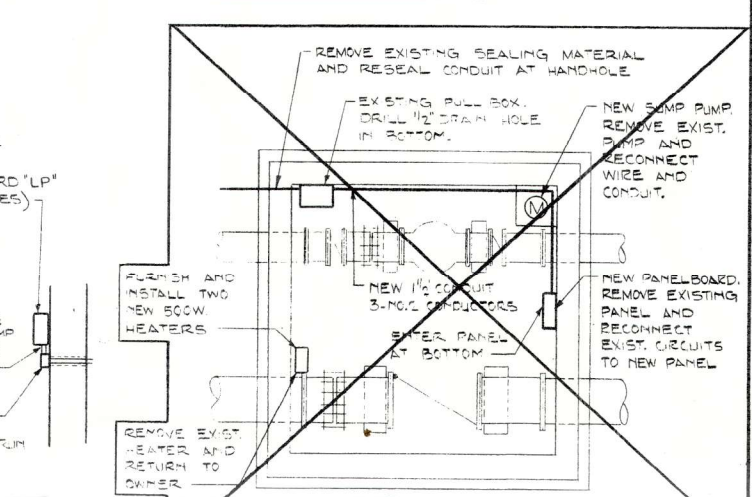 REMOVE EXISTING SEALING MATERIAL
AND RESEAL CONDUIT AT HANDHOLE
EXISTING PULL BOX.
DRILL 1/2" DRAIN HOLE
IN BOTTOM.
NEW SUMP PUMP.
REMOVE EXIST.
PUMP AND
RECONNECT
WIRE AND
CONDUIT.
M
RD "LP"
ES)
FURNISH AND
INSTALL TWO
NEW 500W.
HEATERS
NEW 1 1/2" CONDUIT
3-NO.2 CONDUCTORS
ENTER PANEL
AT BOTTOM
NEW PANELBOARD.
REMOVE EXISTING
PANEL AND
RECONNECT
EXIST. CIRCUITS
TO NEW PANEL
MP
REMOVE EXIST.
HEATER AND
RETURN TO
OWNER